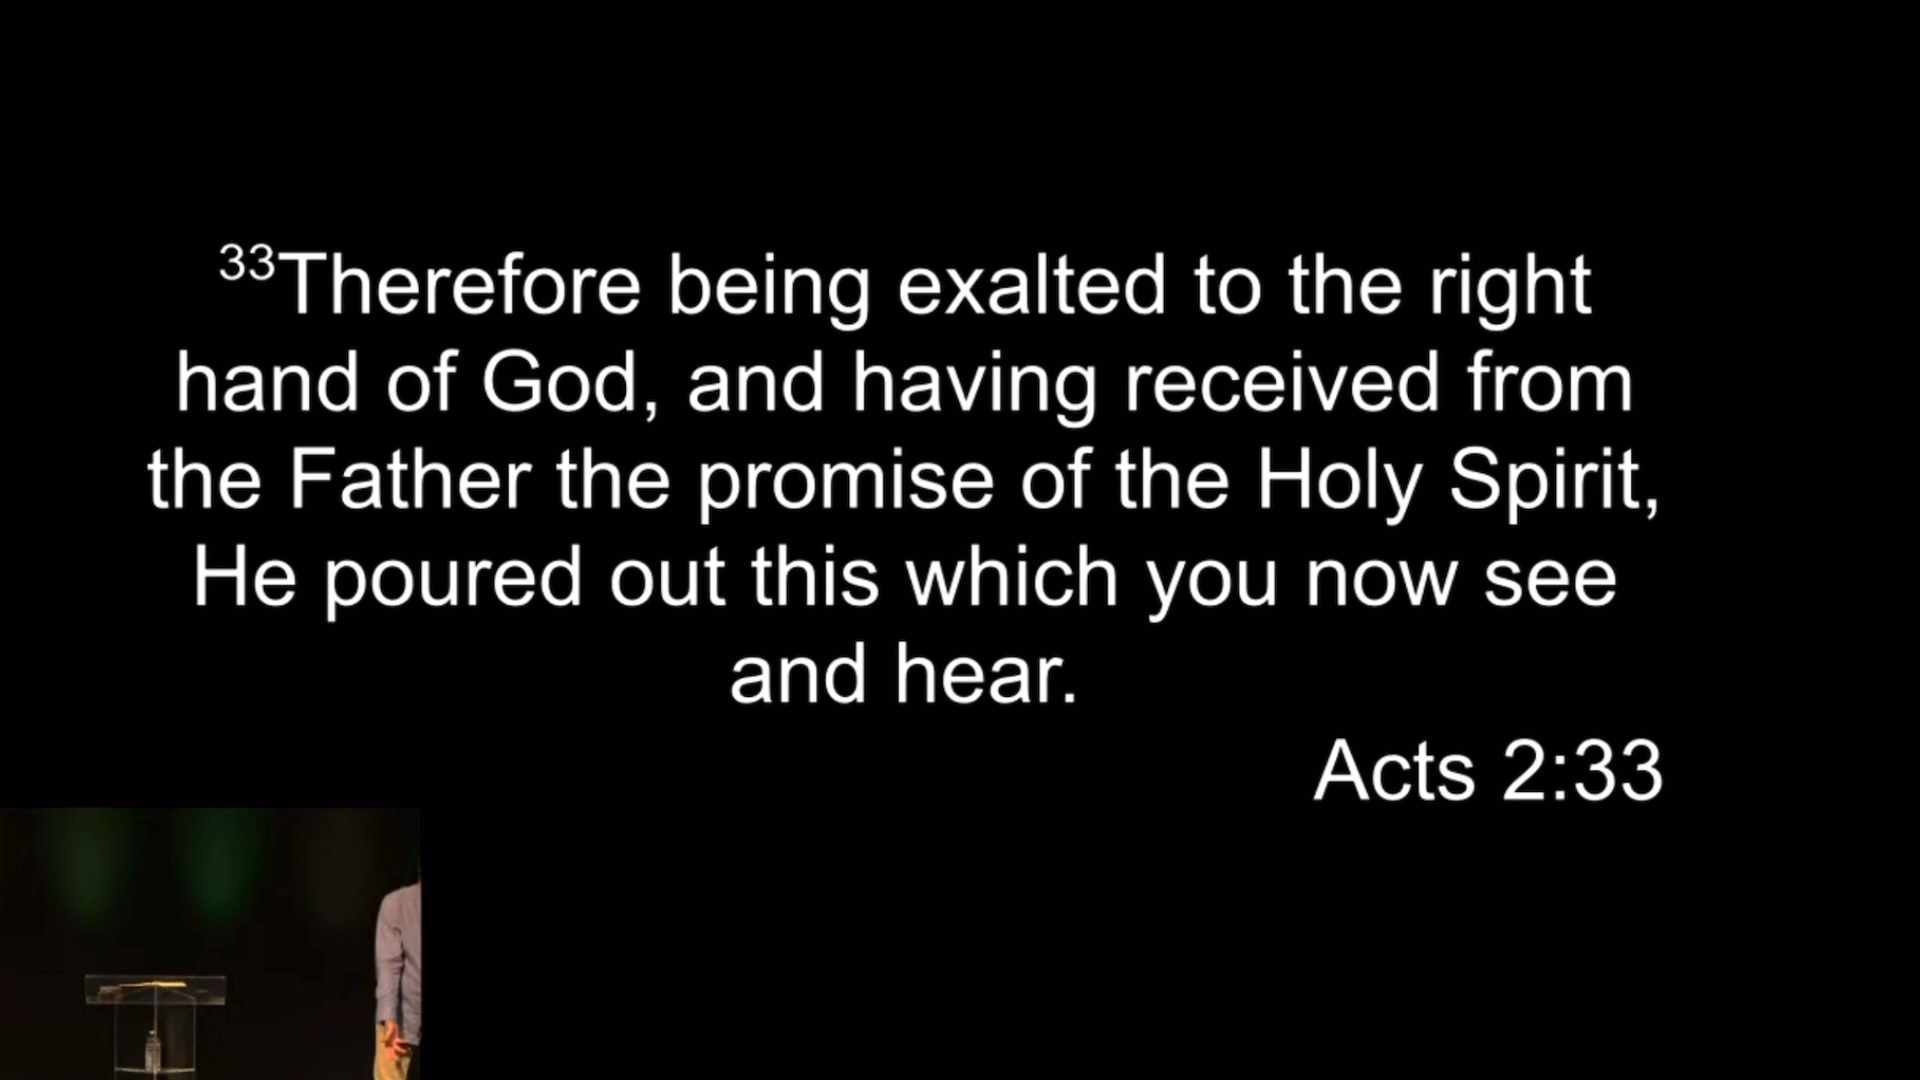 33Therefore being exalted to the right
hand of God, and having received from
the Father the promise of the Holy Spirit,
He poured out this which you now see
and hear.
Acts 2:33